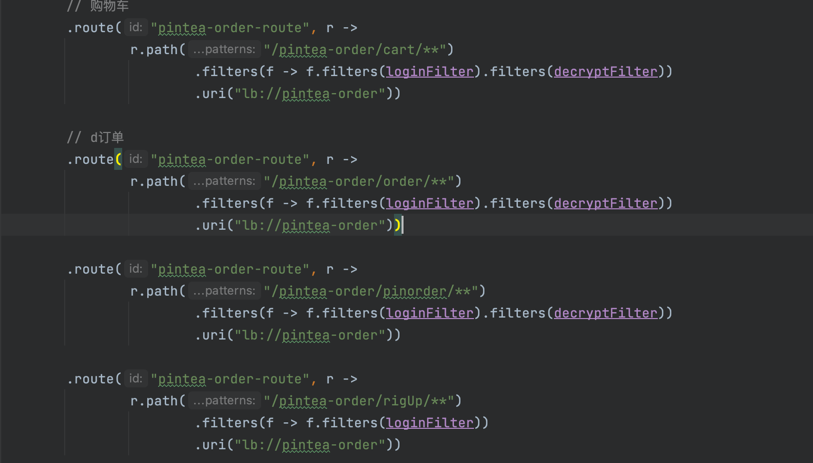 // 购物车
.route( id: "pintea-order-route", r ->
r.path( ...patterns: "/pintea-order/cart/**")
.filters(f -> f.filters(loginFilter).filters(decryptFilter))
.uri("lb://pintea-order"))
// d订单
.route( id: "pintea-order-route", r ->
r.path( ...patterns: "/pintea-order/order/**")
.filters(f -> f.filters(loginFilter).filters(decryptFilter))
.uri("lb://pintea-order"))
.route( id: "pintea-order-route", r ->
r.path( ...patterns: "/pintea-order/pinorder/**")
.filters(f -> f.filters(loginFilter).filters(decryptFilter))
.uri("lb://pintea-order"))
.route( id: "pintea-order-route", r ->
r.path( ...patterns: "/pintea-order/rigUp/**")
.filters(f -> f.filters(loginFilter))
.uri("lb://pintea-order"))